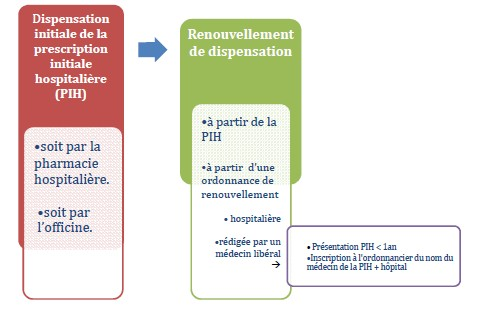 Dispensation
initiale de la
prescription
initiale
hospitalière
(PIH)
•soit par la
pharmacie
hospitalière.
•soit par
l'officine.
Renouvellement
de dispensation
•à partir de la
PIH
•à partir d'une
ordonnance de
renouvellement
• hospitalière
•rédigée par un
médecin libéral
→
• Présentation PIH < 1an
•Inscription à l'ordonnancier du nom du
médecin de la PIH + hôpital